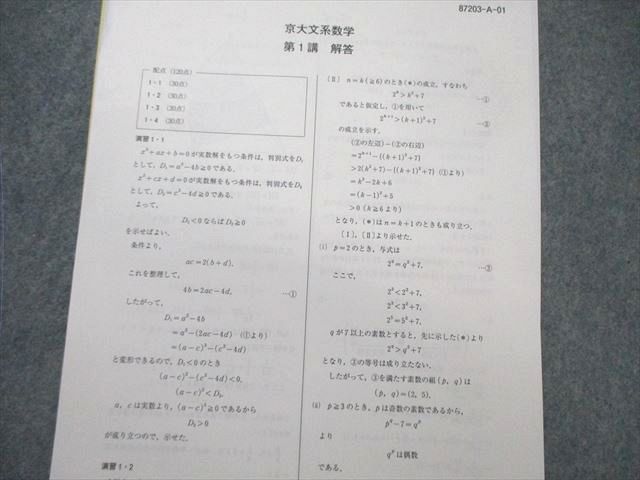 87203-A-01
京大文系数学
第1講 解答
配点 (120点)
1・1 (30点)
1・2 (30点)
1・3 (30点)
1・4 (30点)
演習1・1
x²+ax+b=0が実数解をもつ条件は，判別式をD₁
として，D₁=a²-4b≧0である．
x²+cx+d=0が実数解をもつ条件は，判別式をD₂
として，D₂=c²-4d≧0である．
よって，
D₁<0ならばD₂≧0
を示せばよい．
条件より，
ac=2(b+d).
これを整理して，
4b=2ac-4d. …①
したがって，
D₁=a²-4b
=a²-(2ac-4d) (①より)
=(a-c)²-(c²-4d)
と変形できるので，D₁<0のとき
(a-c)²-(c²-4d)<0.
(a-c)²<D₂.
a，cは実数より，(a-c)²≧0であるから
D₂>0
が成り立つので，示せた．
演習1・2
〔Ⅱ〕 n=k(≧6)のとき(*)の成立，すなわち
2ᵏ>k²+7 …①
であると仮定し，①を用いて
2ᵏ⁺¹>(k+1)²+7 …②
の成立を示す．
(②の左辺)-(②の右辺)
=2ᵏ⁺¹-{(k+1)²+7}
>2(k²+7)-{(k+1)²+7} (①より)
=k²-2k+6
=(k-1)²+5
>0 (k≧6より)
となり，(*)はn=k+1のときも成り立つ．
〔Ⅰ〕，〔Ⅱ〕より示せた．
(i) p=2のとき，与式は
2^q=q²+7. …③
ここで，
2²<2²+7,
2³<3²+7,
2⁵=5²+7.
qが7以上の素数とすると，先に示した(*)より
2^q>q²+7
となり，③の等号は成り立たない．
したがって，③を満たす素数の組(p, q)は
(p, q)=(2, 5).
(ii) p≧3のとき，pは奇数の素数であるから，
p^q-7=q^p
より
q^pは偶数
である．